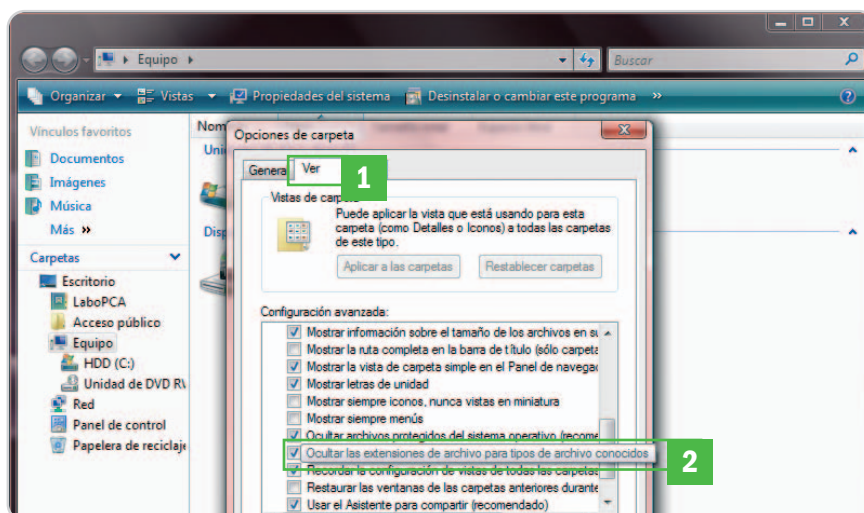 Equipo
Buscar
Organizar Vistas Propiedades del sistema Desinstalar o cambiar este programa »
Vínculos favoritos
Documentos
Imágenes
Música
Más »
Carpetas
Escritorio
LaboPCA
Acceso público
Equipo
HDD (C:)
Unidad de DVD R\
Red
Panel de control
Papelera de reciclaje
Nom
Uni
Disp
Opciones de carpeta
Genera Ver 1
Vistas de carpeta
Puede aplicar la vista que está usando para esta
carpeta (como Detalles o Iconos) a todas las carpetas
de este tipo.
Aplicar a las carpetas Restablecer carpetas
Configuración avanzada:
Mostrar información sobre el tamaño de los archivos en su
Mostrar la ruta completa en la barra de título (sólo carpeta
Mostrar la vista de carpeta simple en el Panel de navegac
Mostrar letras de unidad
Mostrar siempre iconos, nunca vistas en miniatura
Mostrar siempre menús
Ocultar archivos protegidos del sistema operativo (recome
Ocultar las extensiones de archivo para tipos de archivo conocidos 2
Recordar la configuración de vistas de todas las carpetas
Restaurar las ventanas de las carpetas anteriores durante
Usar el Asistente para compartir (recomendado)